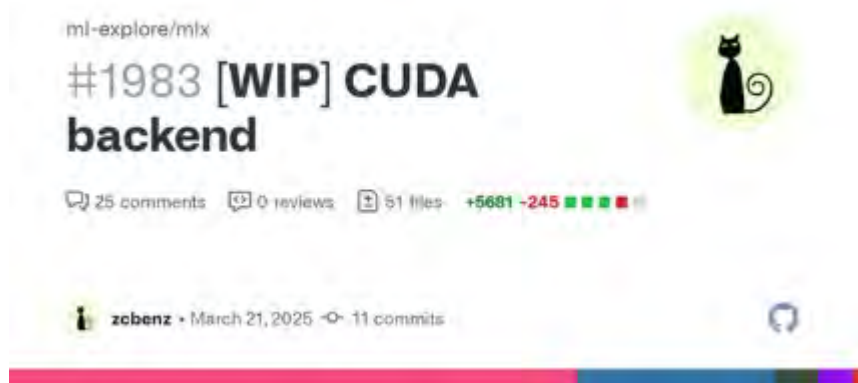 ml-explore/mlx
#1983 [WIP] CUDA
backend
25 comments 0 reviews 51 files +5681 -245
zcbenz • March 21, 2025 11 commits